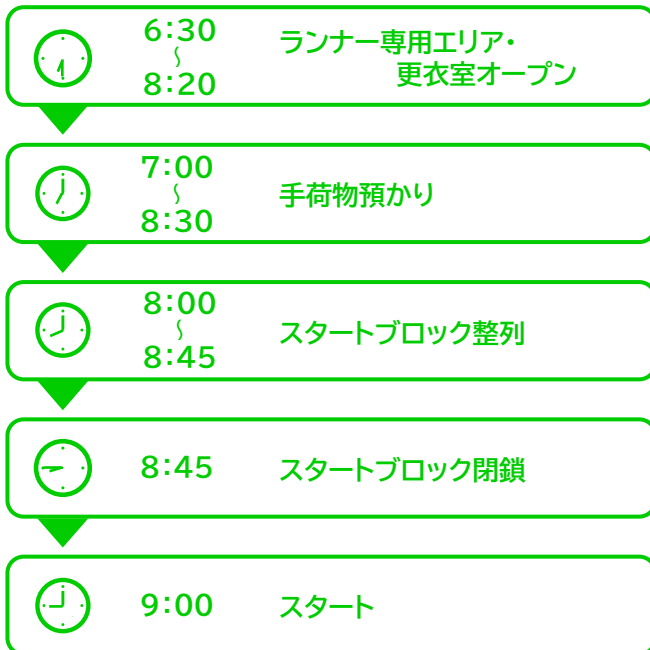 6:30
～
8:20
ランナー専用エリア・
更衣室オープン
7:00
～
8:30
手荷物預かり
8:00
～
8:45
スタートブロック整列
8:45
スタートブロック閉鎖
9:00
スタート